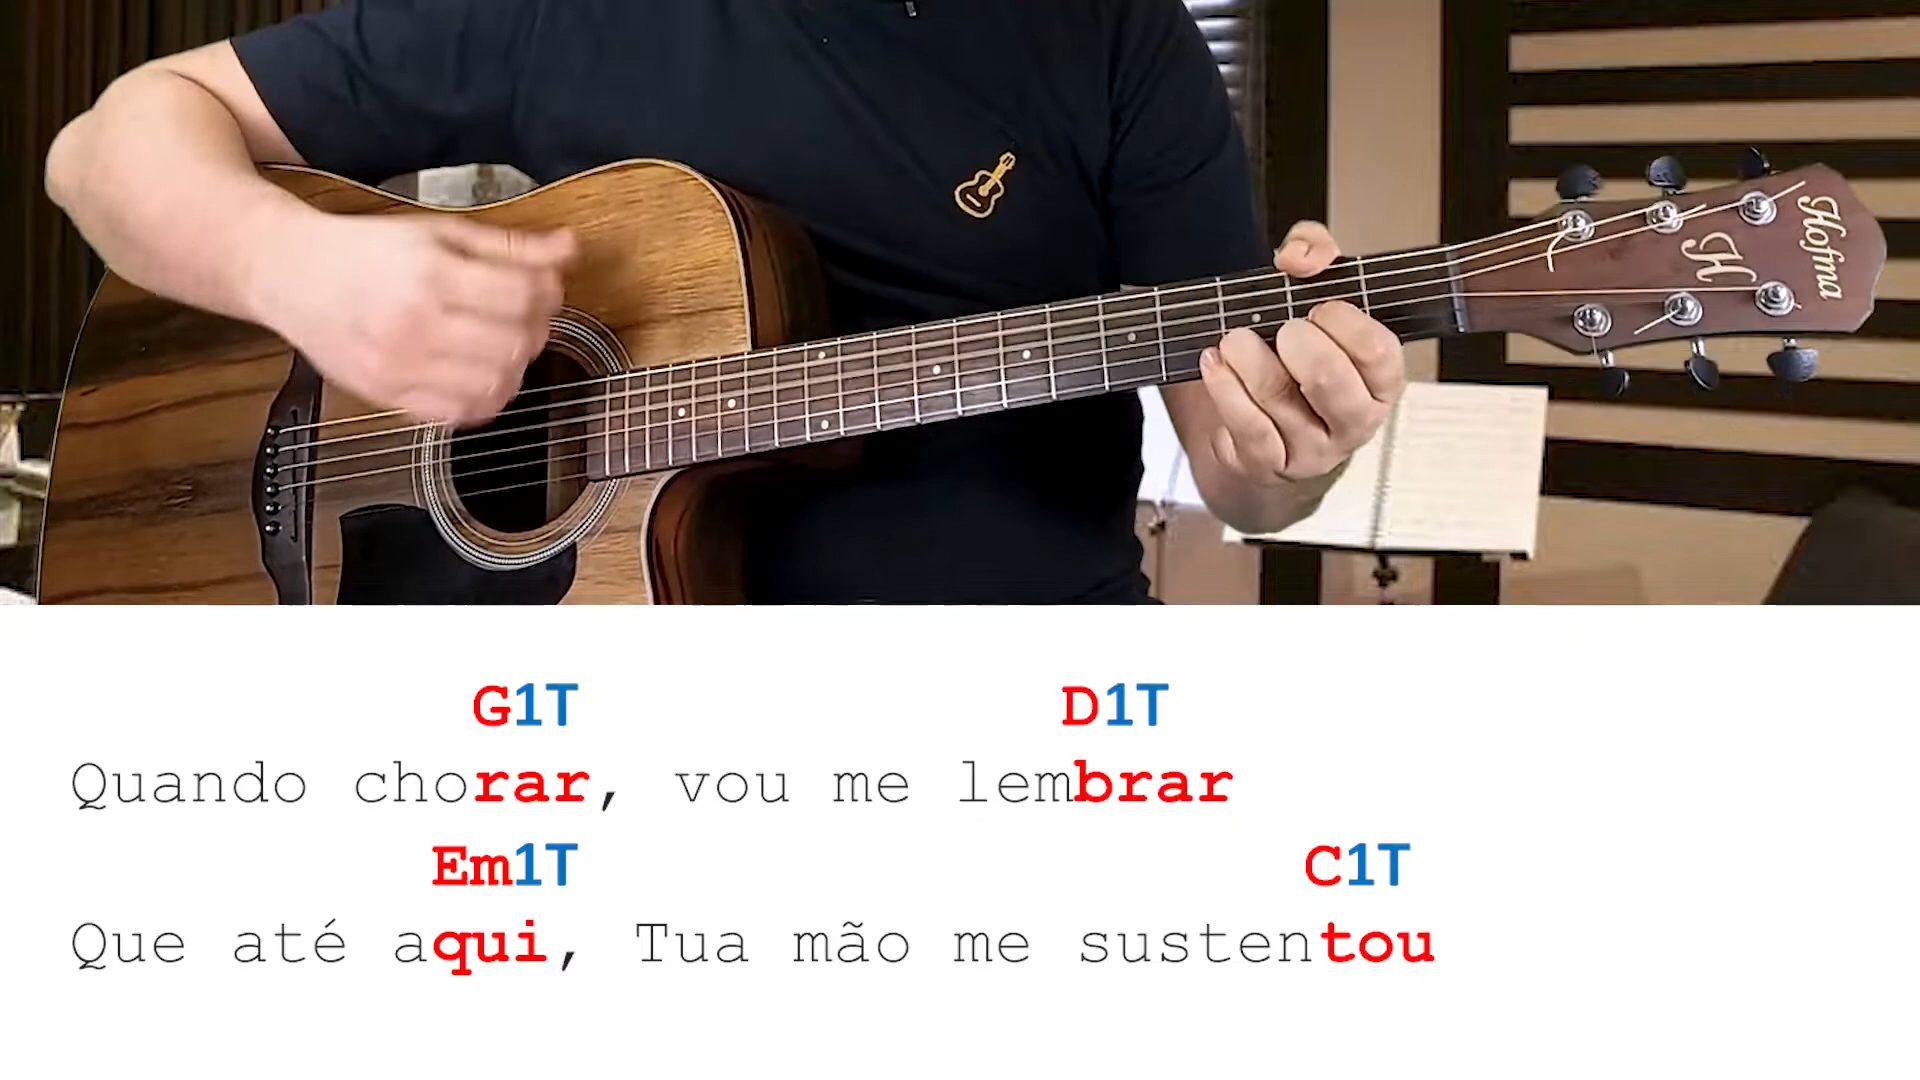 Hofma
H
G1T D1T
Quando chorar, vou me lembrar
Em1T C1T
Que até aqui, Tua mão me sustentou